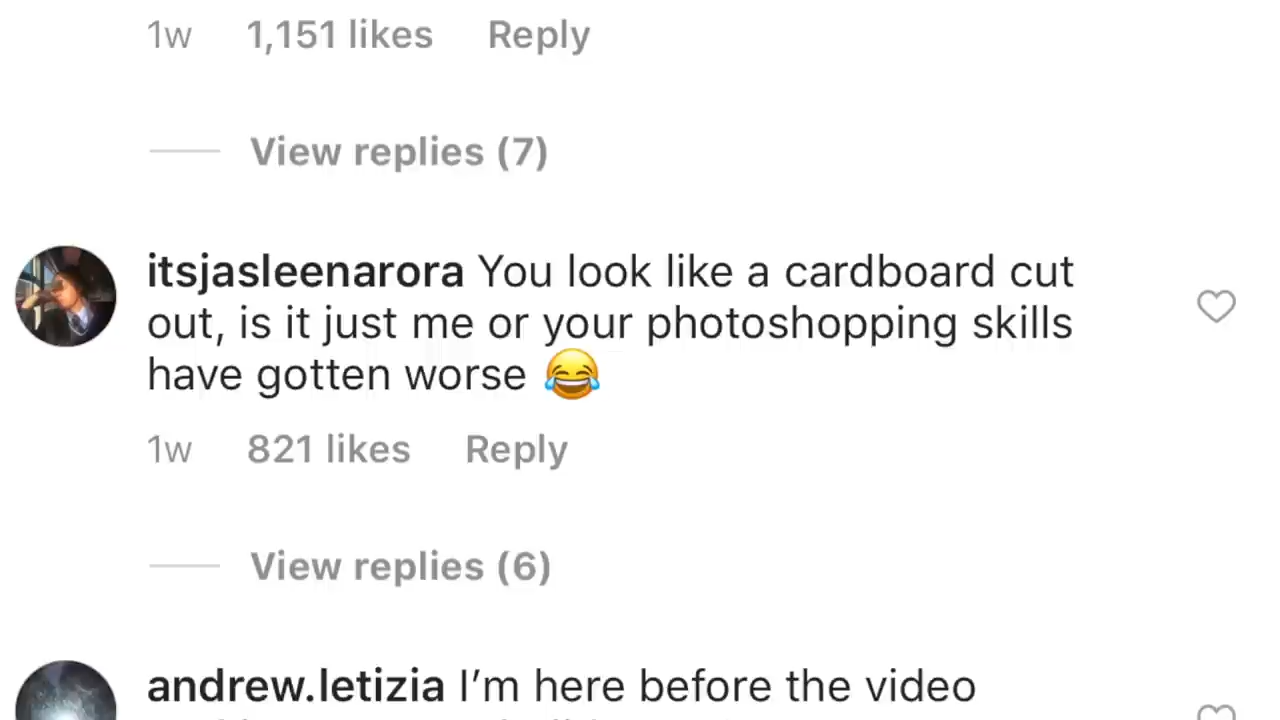 1w 1,151 likes Reply
View replies (7)
itsjasleenarora You look like a cardboard cut
out, is it just me or your photoshopping skills
have gotten worse 😂
1w 821 likes Reply
View replies (6)
andrew.letizia I’m here before the video